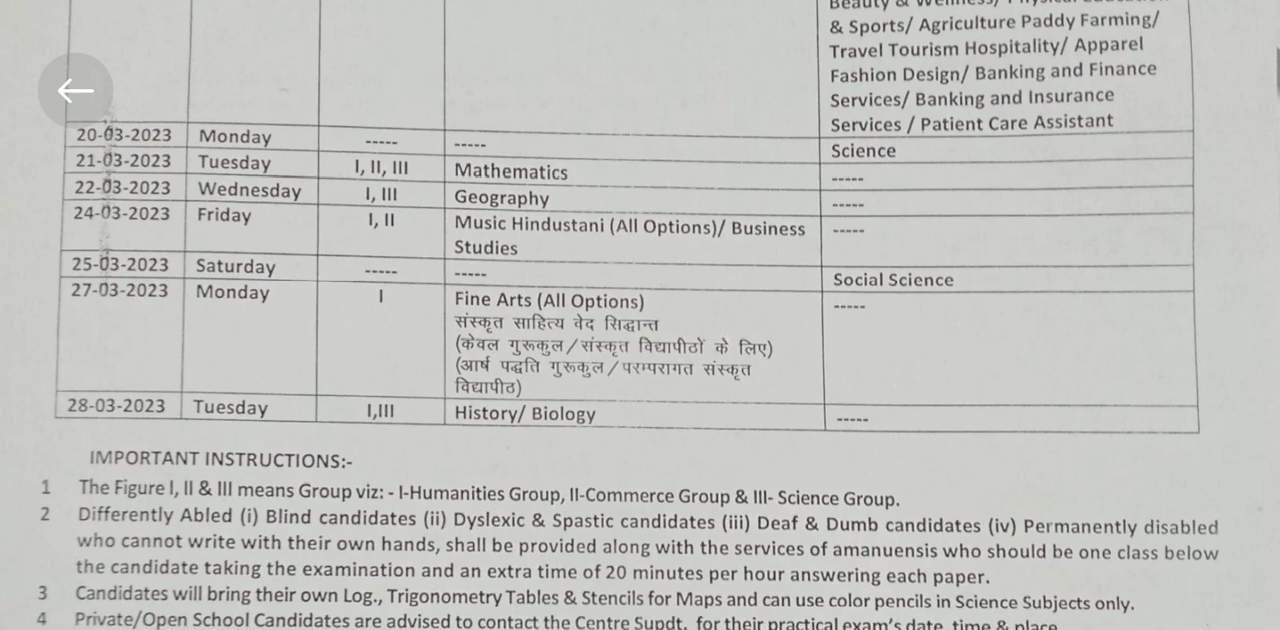 & Sports/ Agriculture Paddy Farming/
Travel Tourism Hospitality/ Apparel
Fashion Design/ Banking and Finance
Services/ Banking and Insurance
Services / Patient Care Assistant
20-03-2023 Monday ----- ----- Science
21-03-2023 Tuesday I, II, III Mathematics -----
22-03-2023 Wednesday I, III Geography -----
24-03-2023 Friday I, II Music Hindustani (All Options)/ Business -----
Studies
25-03-2023 Saturday ----- ----- Social Science
27-03-2023 Monday I Fine Arts (All Options) -----
संस्कृत साहित्य वेद सिद्धान्त
(केवल गुरूकुल/संस्कृत विद्यापीठों के लिए)
(आर्ष पद्धति गुरूकुल/परम्परागत संस्कृत
विद्यापीठ)
28-03-2023 Tuesday I,III History/ Biology -----
IMPORTANT INSTRUCTIONS:-
1 The Figure I, II & III means Group viz: - I-Humanities Group, II-Commerce Group & III- Science Group.
2 Differently Abled (i) Blind candidates (ii) Dyslexic & Spastic candidates (iii) Deaf & Dumb candidates (iv) Permanently disabled
who cannot write with their own hands, shall be provided along with the services of amanuensis who should be one class below
the candidate taking the examination and an extra time of 20 minutes per hour answering each paper.
3 Candidates will bring their own Log., Trigonometry Tables & Stencils for Maps and can use color pencils in Science Subjects only.
4 Private/Open School Candidates are advised to contact the Centre Supdt. for their practical exam's date, time & place